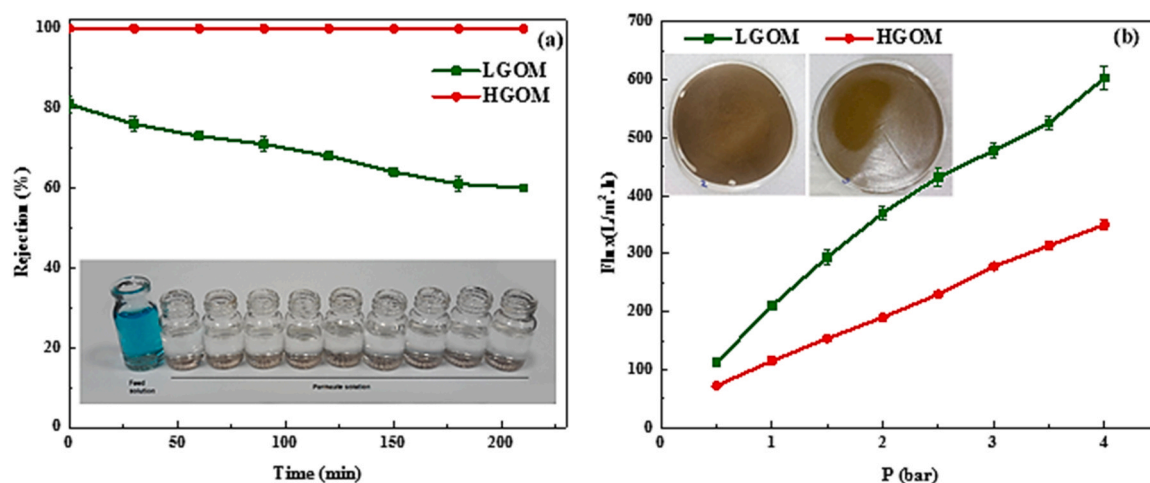 (a)
LGOM
HGOM
Rejection (%)
100
80
60
40
20
0
Feed
solution
Permeate solution
0
50
100
150
200
Time (min)
(b)
LGOM
HGOM
Flux(L/m².h)
700
600
500
400
300
200
100
0
0
1
2
3
4
P (bar)